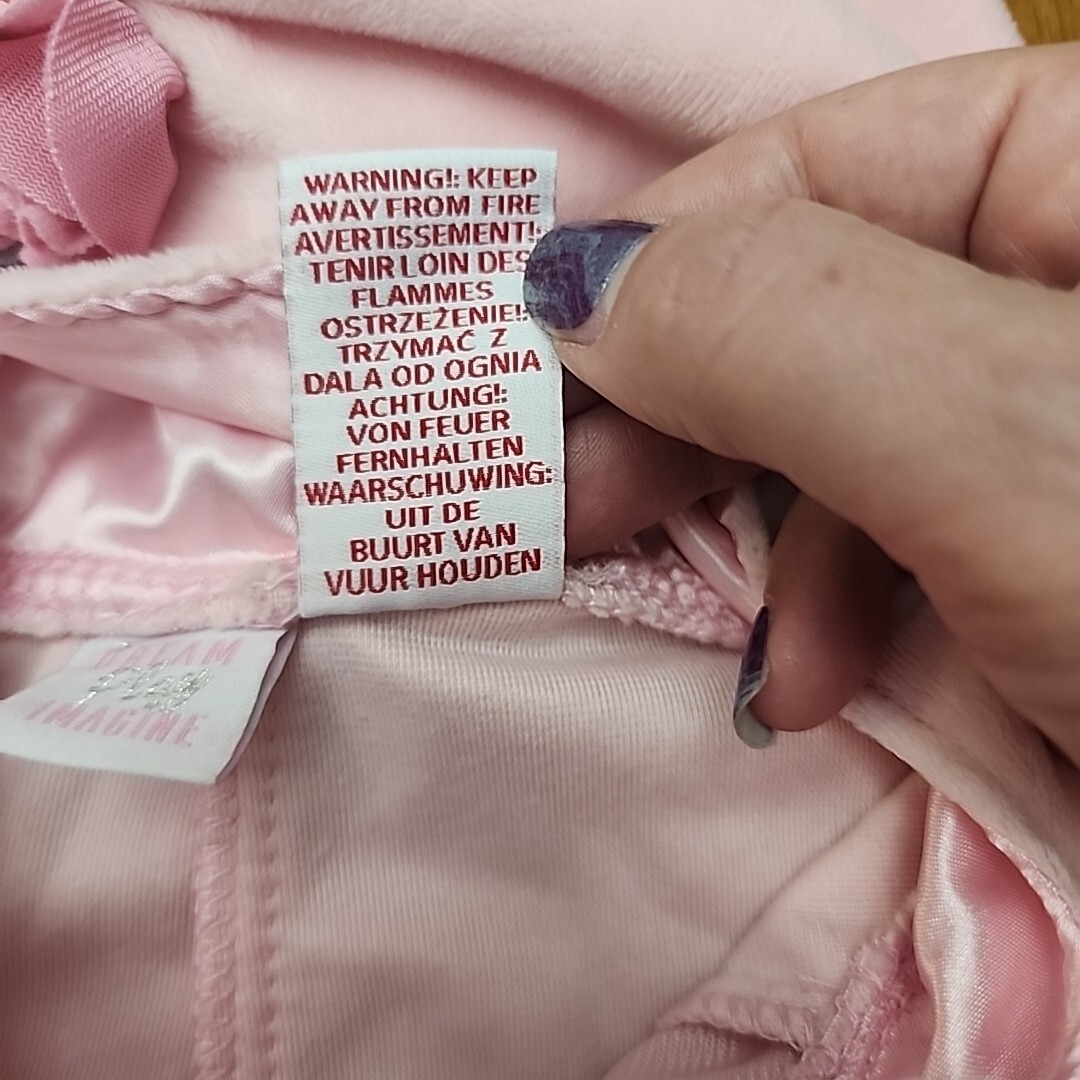 WARNING!: KEEP
AWAY FROM FIRE
AVERTISSEMENT!:
TENIR LOIN DES
FLAMMES
OSTRZEŻENIE!:
TRZYMAĆ Z
DALA OD OGNIA
ACHTUNG!:
VON FEUER
FERNHALTEN
WAARSCHUWING:
UIT DE
BUURT VAN
VUUR HOUDEN
DREAM
Play
IMAGINE